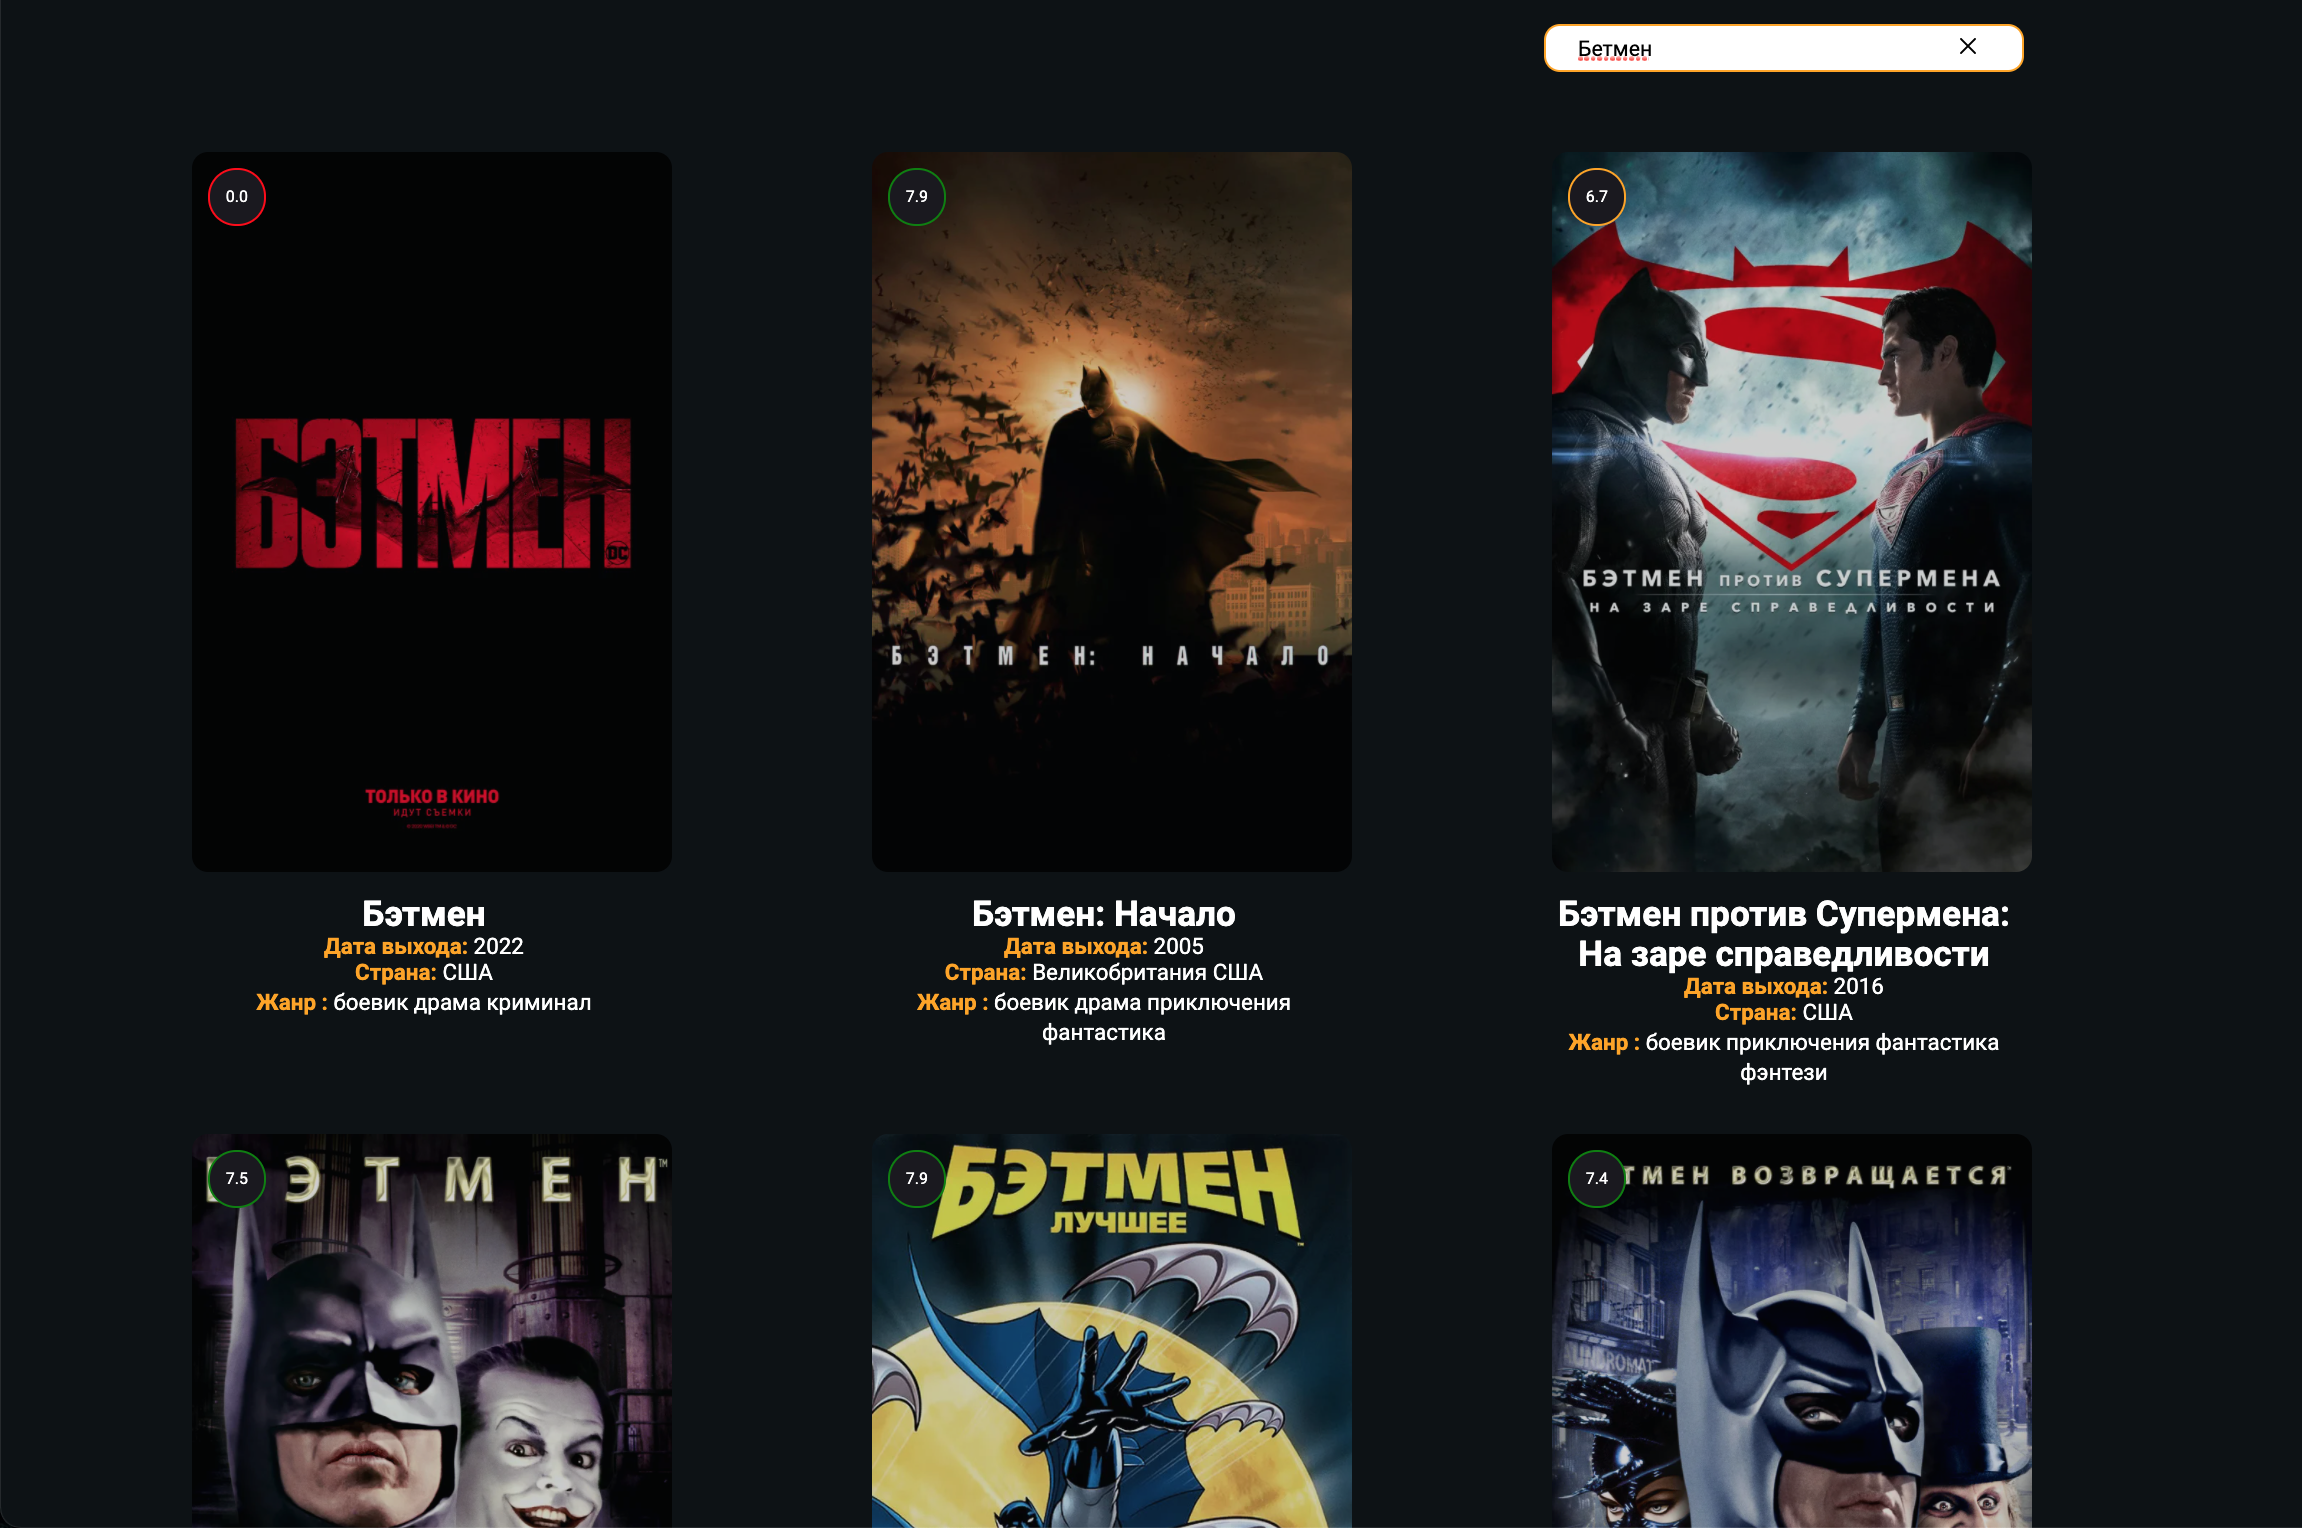 Бетмен
0.0
БЭТМЕН
DC
ТОЛЬКО В КИНО
ИДУТ СЪЕМКИ
7.9
БЭТМЕН: НАЧАЛО
6.7
БЭТМЕН ПРОТИВ СУПЕРМЕНА
НА ЗАРЕ СПРАВЕДЛИВОСТИ
Бэтмен
Дата выхода: 2022
Страна: США
Жанр : боевик драма криминал
Бэтмен: Начало
Дата выхода: 2005
Страна: Великобритания США
Жанр : боевик драма приключения
фантастика
Бэтмен против Супермена:
На заре справедливости
Дата выхода: 2016
Страна: США
Жанр : боевик приключения фантастика
фэнтези
7.5
ЭТМЕН™
7.9
БЭТМЕН
ЛУЧШЕЕ
™
7.4
ТМЕН ВОЗВРАЩАЕТСЯ